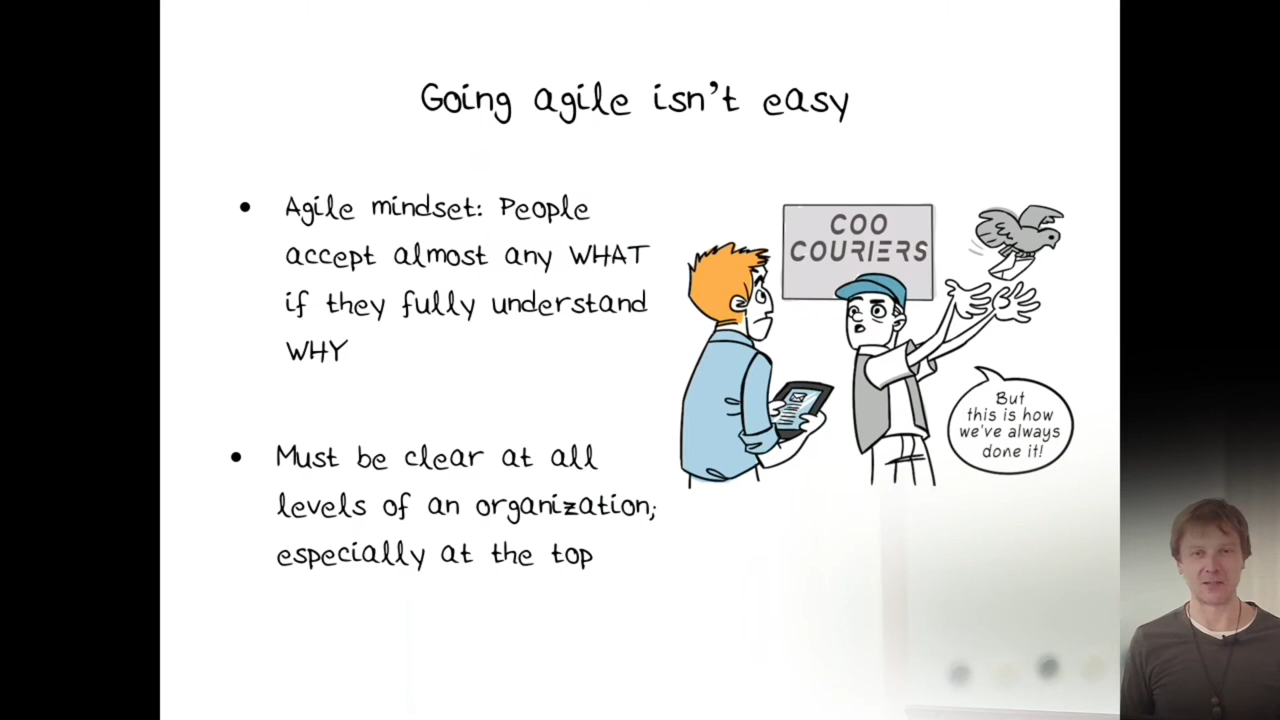 Going agile isn't easy
• Agile mindset: People
accept almost any WHAT
if they fully understand
WHY
• Must be clear at all
levels of an organization;
especially at the top
COO
COURIERS
But
this is how
we've always
done it!